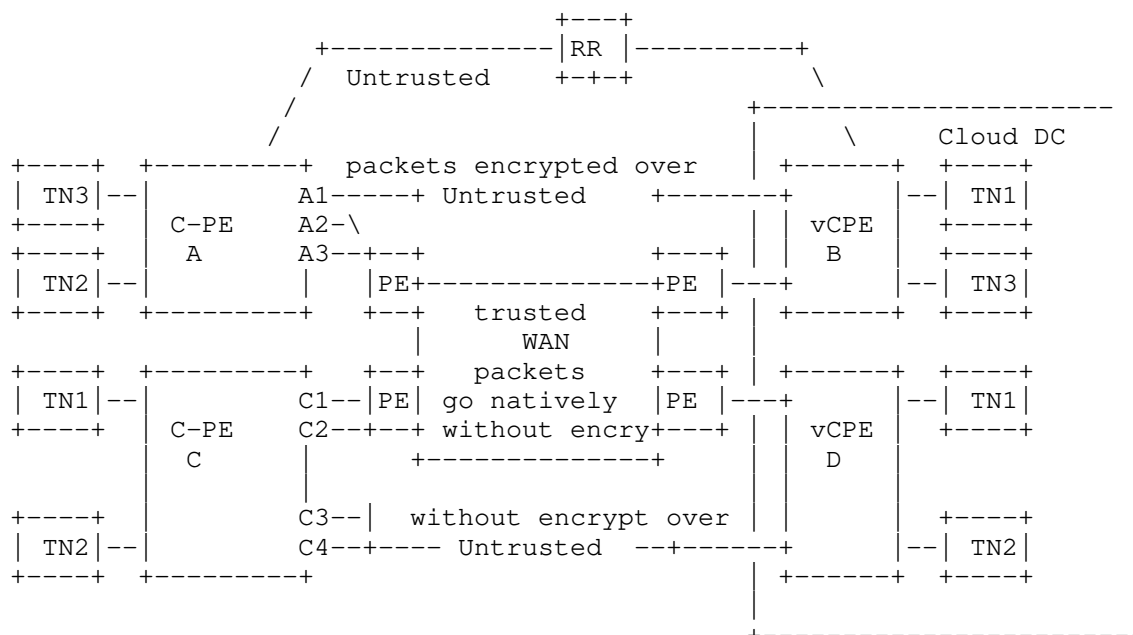 RR
Untrusted
Cloud DC
packets encrypted over
TN3 A1 Untrusted TN1
C-PE A2 vCPE
A A3 B
TN2 PE PE TN3
trusted
WAN
packets
TN1 C1 PE go natively PE TN1
C-PE C2 without encry vCPE
C D
C3 without encrypt over
TN2 C4 Untrusted TN2